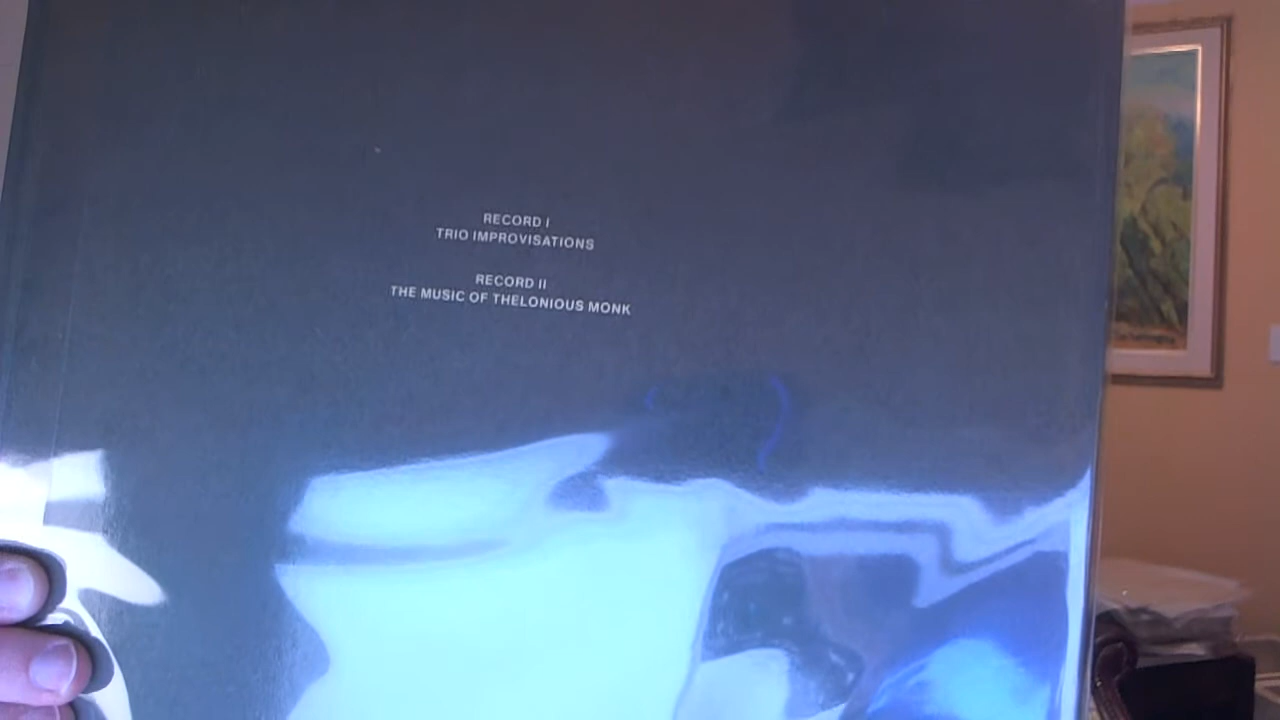 RECORD I
TRIO IMPROVISATIONS
RECORD II
THE MUSIC OF THELONIOUS MONK